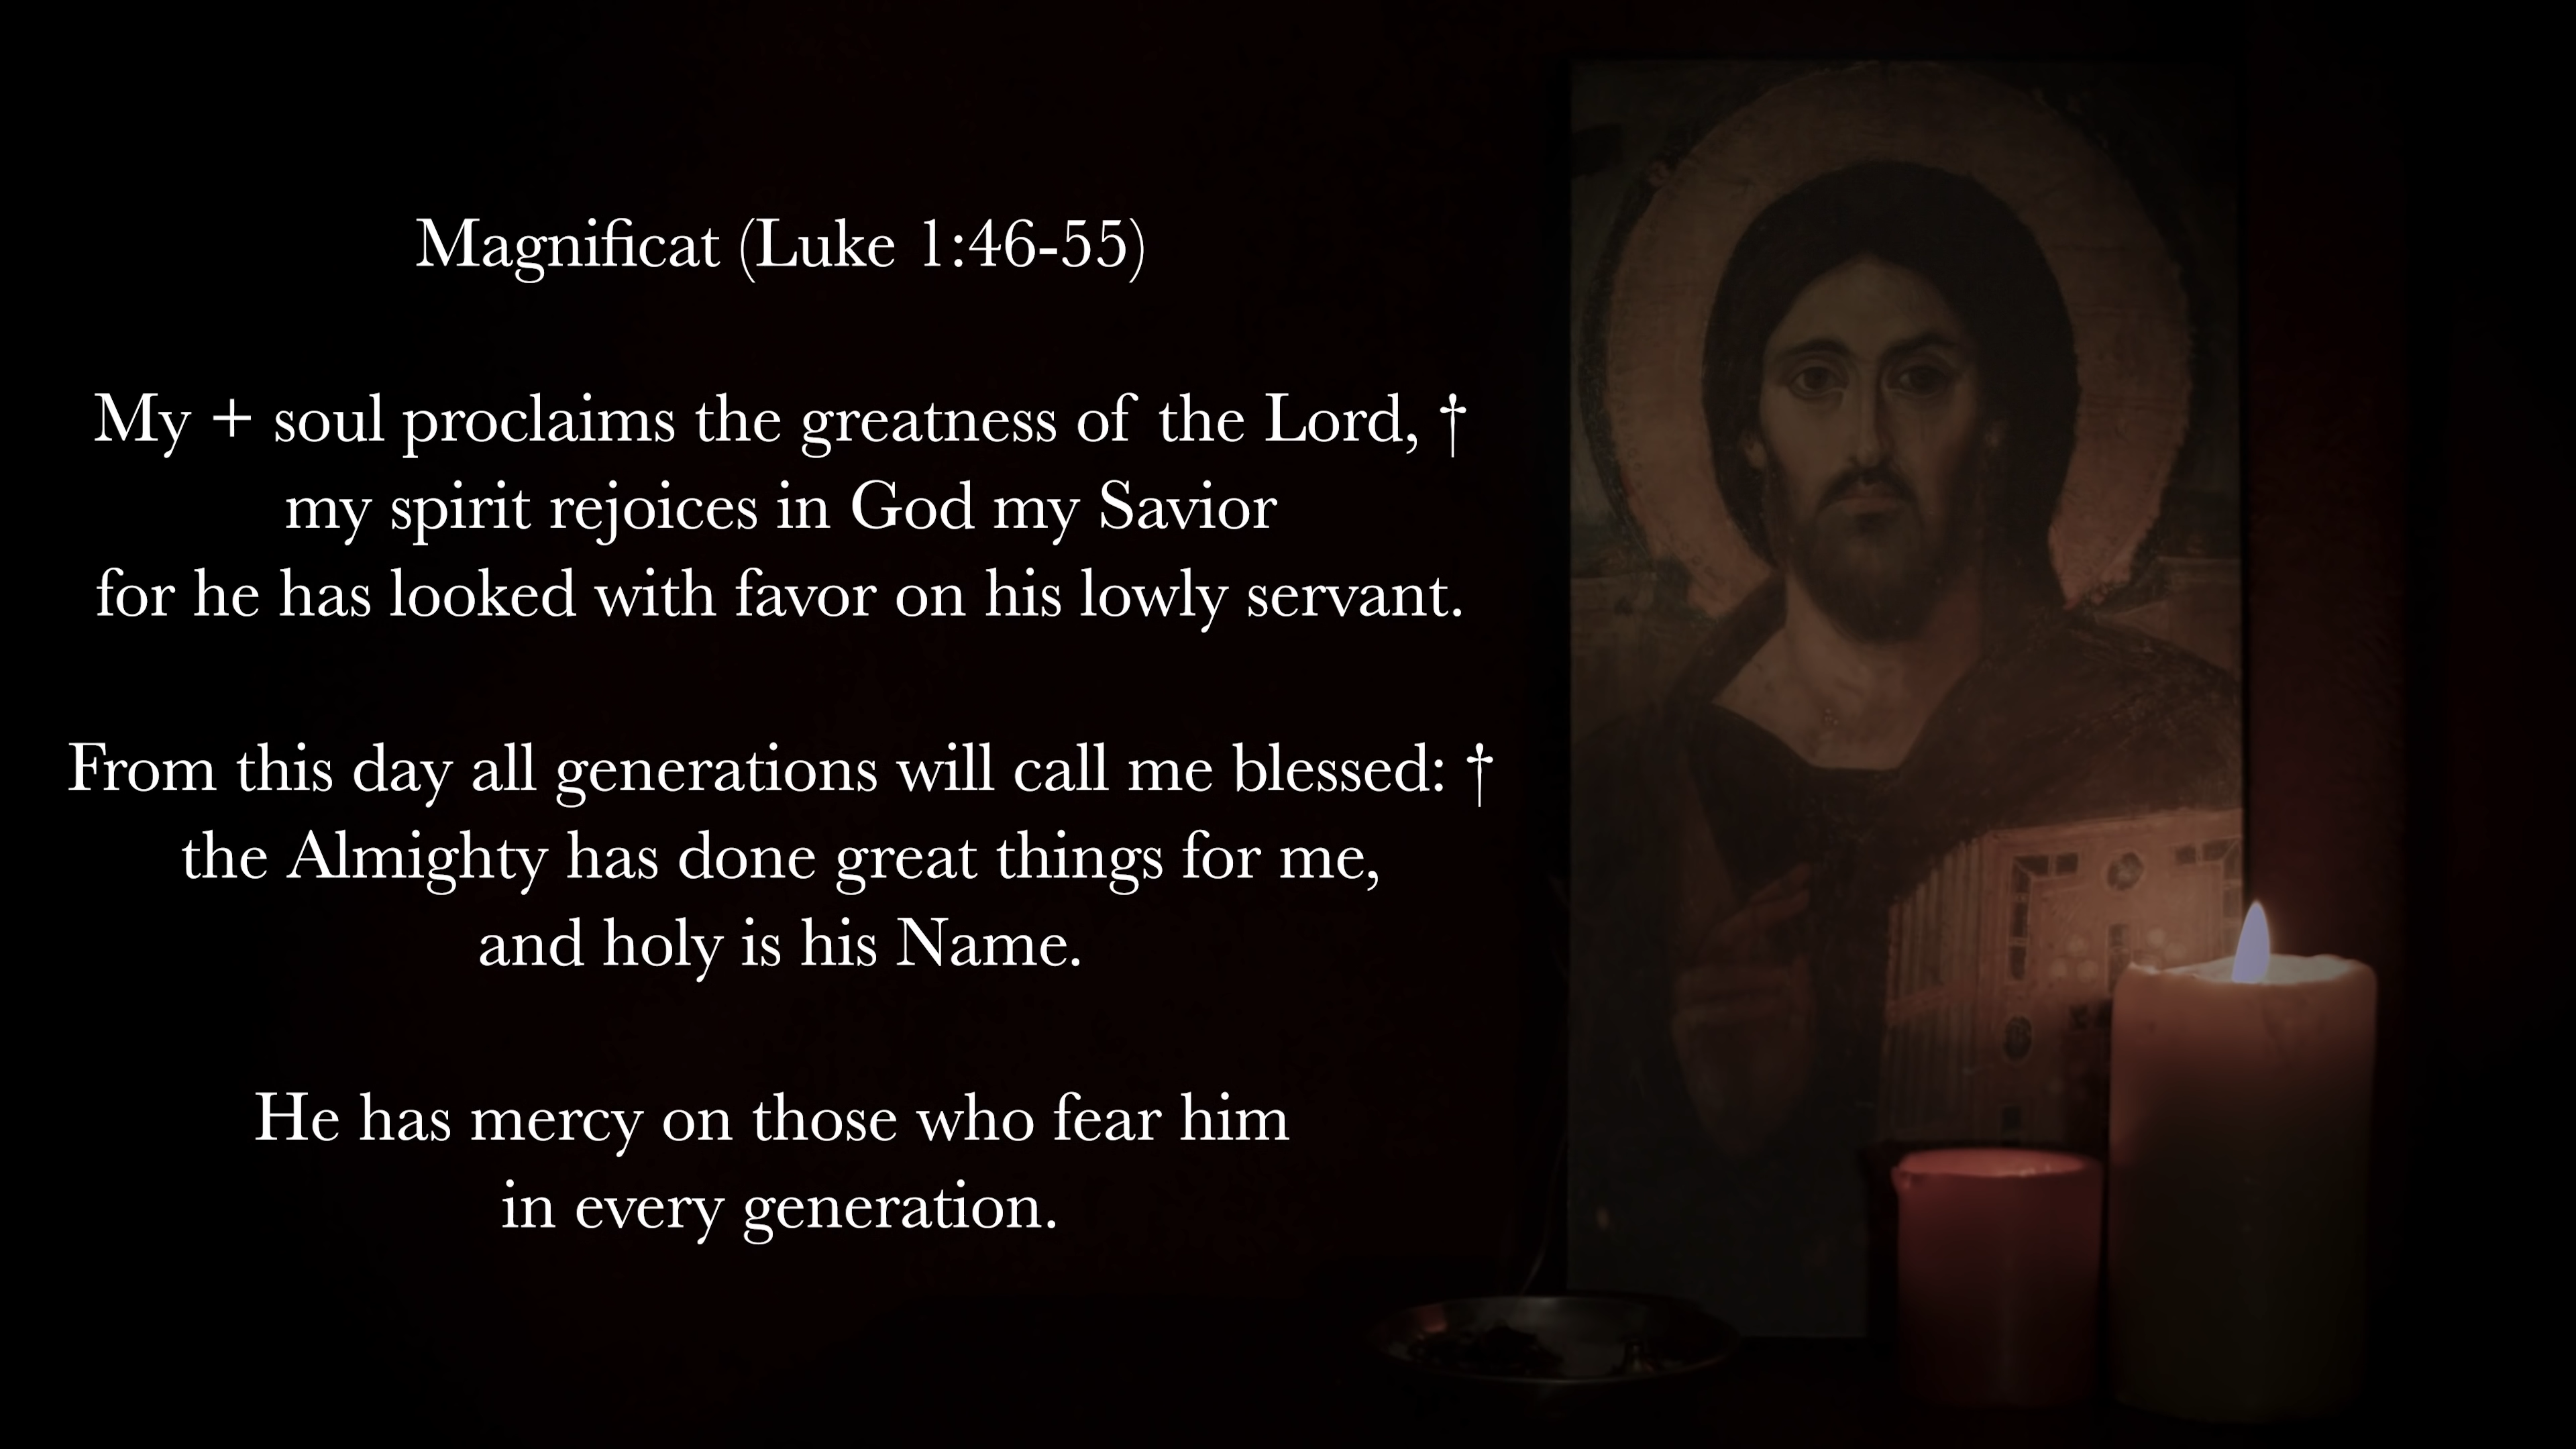 Magnificat (Luke 1:46-55)
My + soul proclaims the greatness of the Lord, †
my spirit rejoices in God my Savior
for he has looked with favor on his lowly servant.
From this day all generations will call me blessed: †
the Almighty has done great things for me,
and holy is his Name.
He has mercy on those who fear him
in every generation.